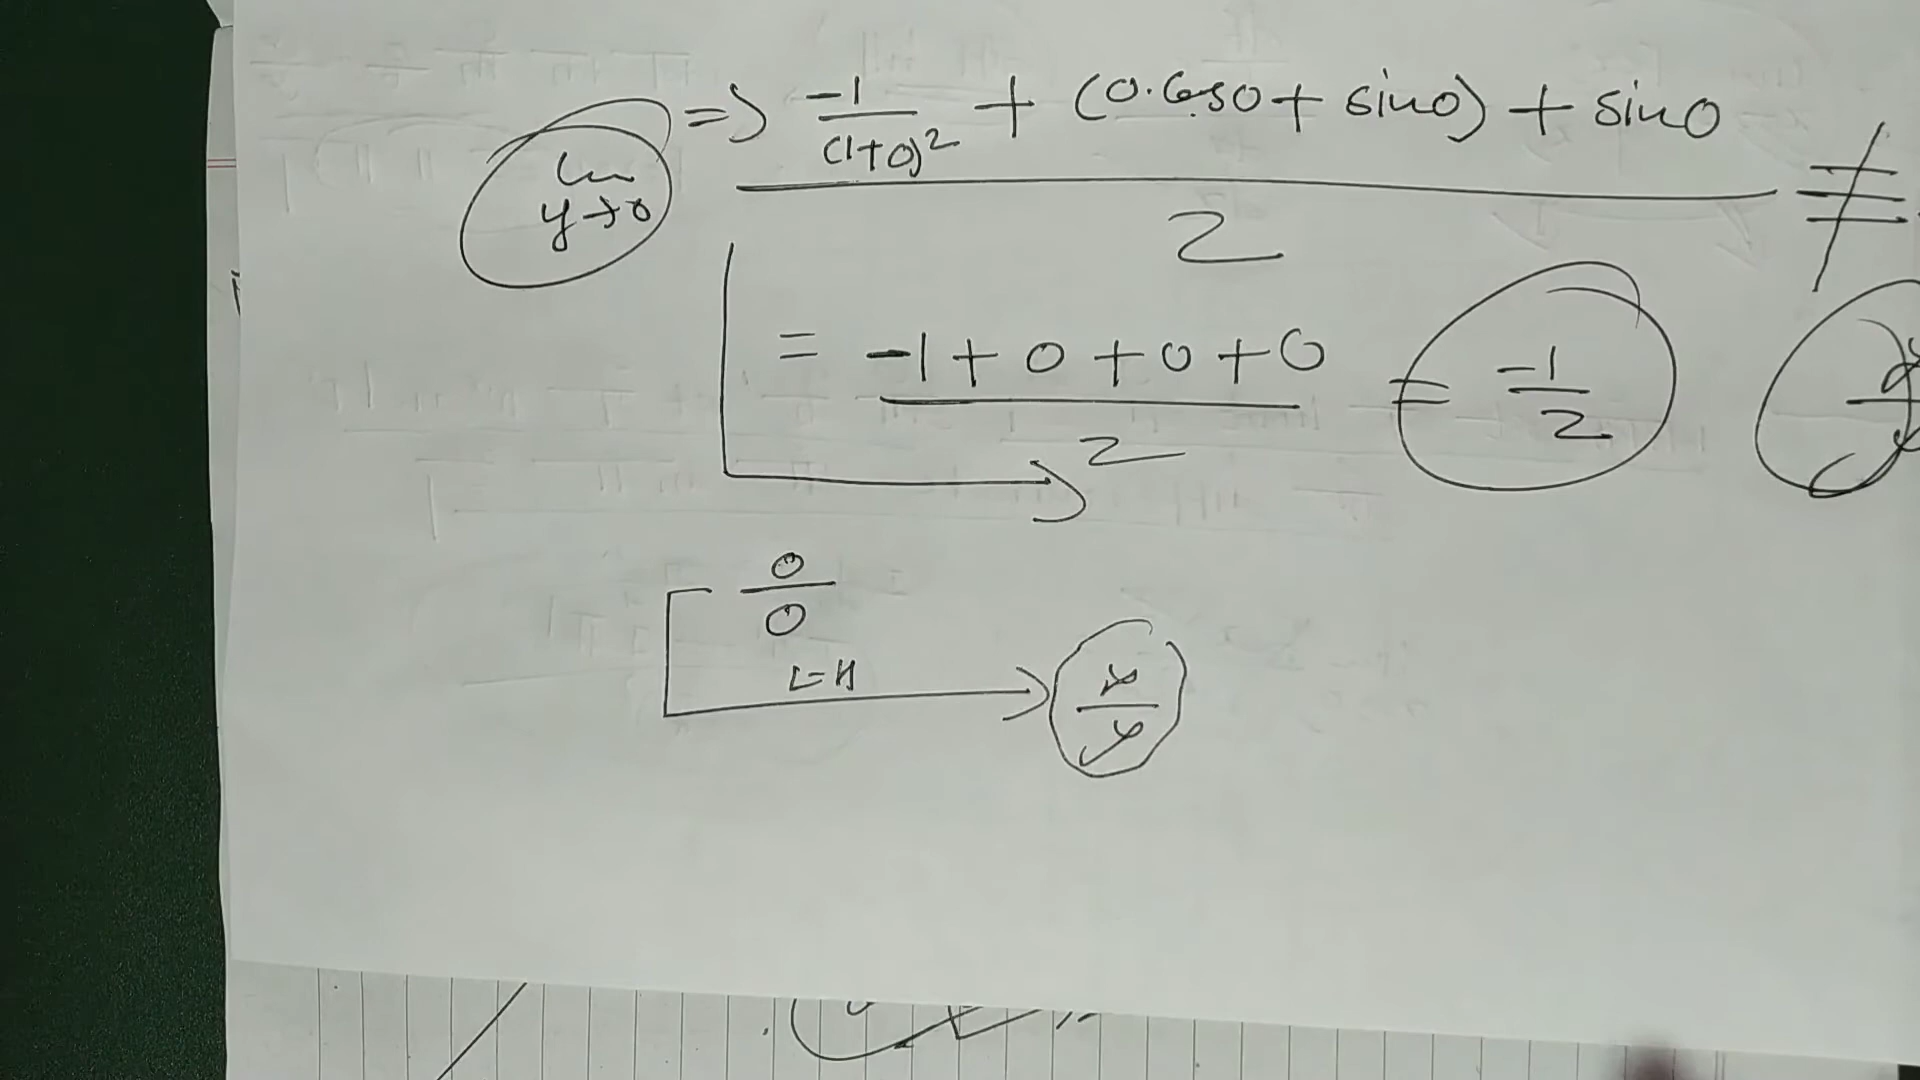 lim y→0 => -1/(1+0)² + (0.Cos0 + sin0) + sin0 / 2 ≢
= -1 + 0 + 0 + 0 / 2 = -1/2
0/0
L-H